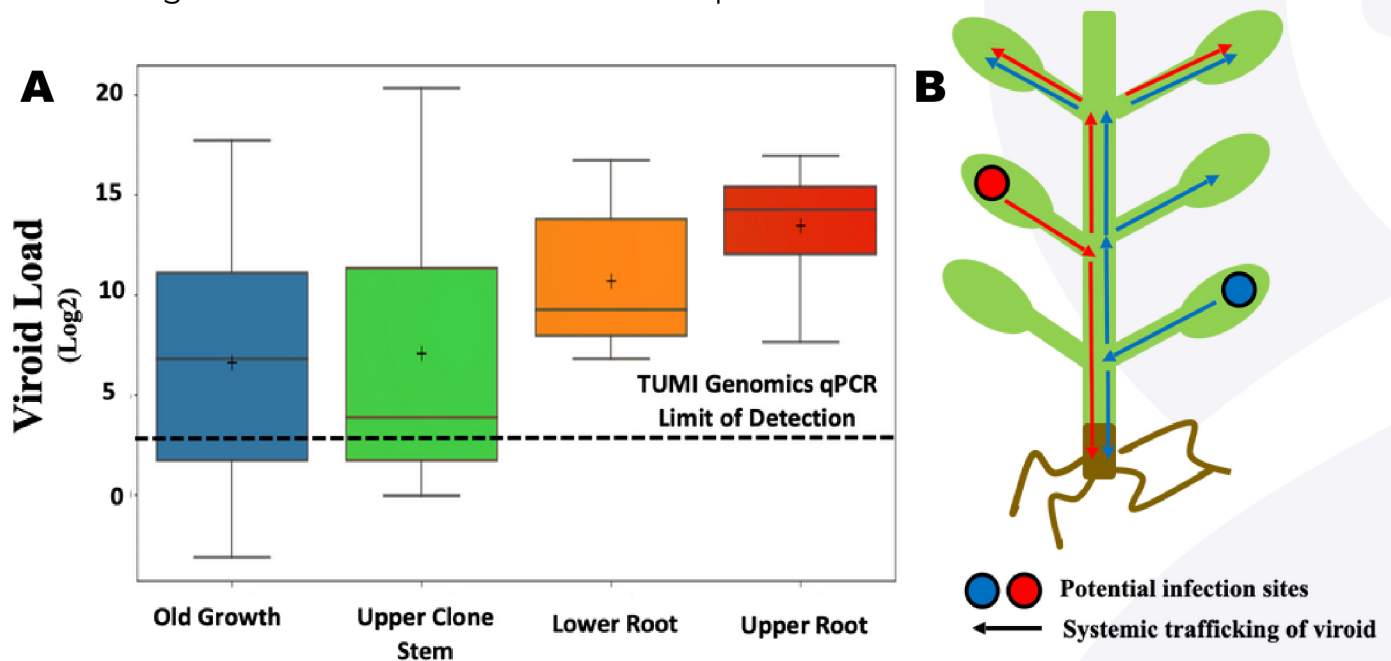 A
B
20
15
10
5
0
Viroid Load
(Log2)
TUMI Genomics qPCR
Limit of Detection
Old Growth
Upper Clone
Stem
Lower Root
Upper Root
Potential infection sites
Systemic trafficking of viroid